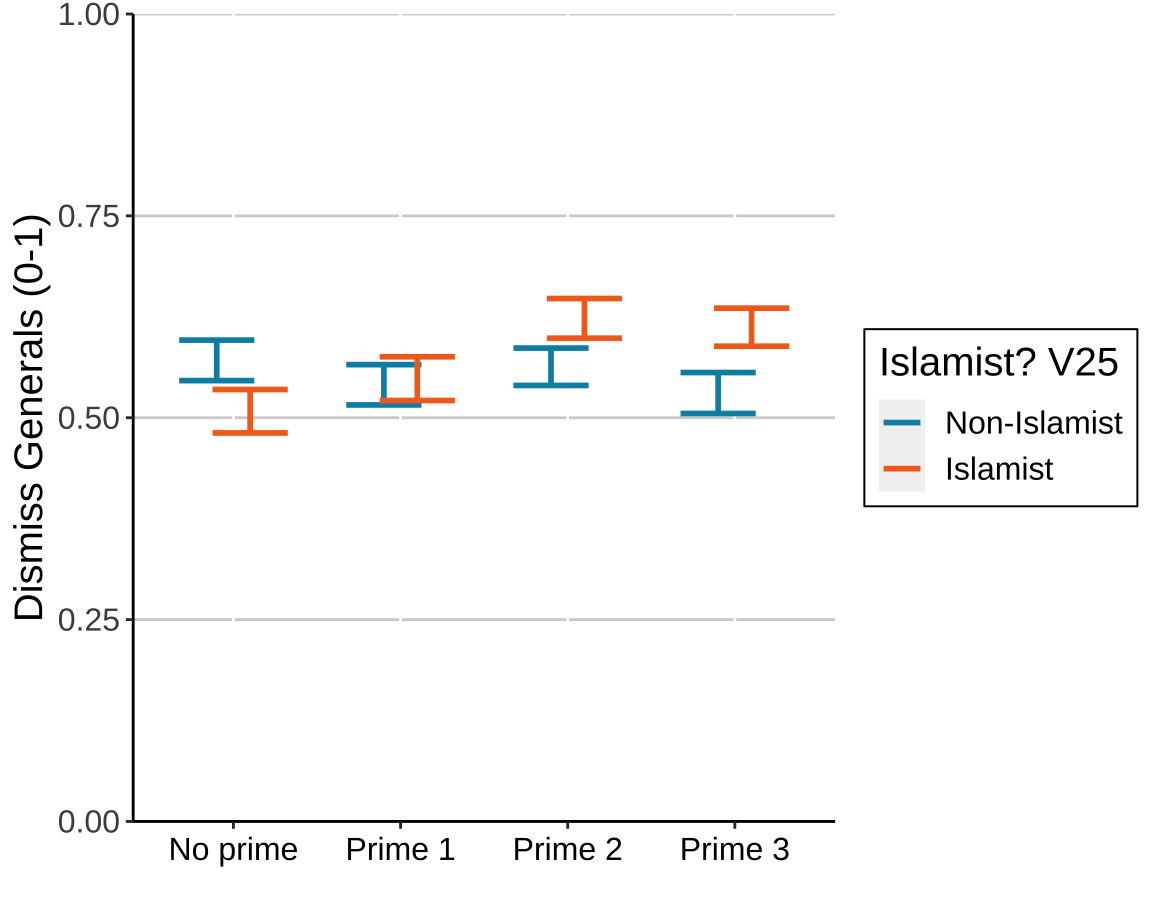 Dismiss Generals (0-1)
1.00
0.75
0.50
0.25
0.00
No prime
Prime 1
Prime 2
Prime 3
Islamist? V25
Non-Islamist
Islamist